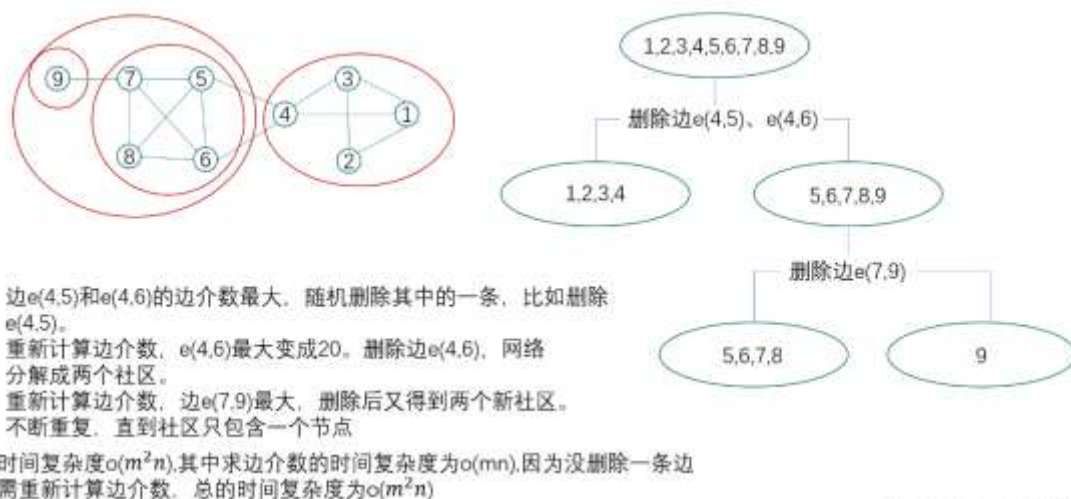 1,2,3,4,5,6,7,8,9
9 7 5 3
4 1
8 6 2
删除边e(4,5)、e(4,6)
1,2,3,4 5,6,7,8,9
删除边e(7,9)
5,6,7,8 9
边e(4,5)和e(4,6)的边介数最大，随机删除其中的一条，比如删除
e(4,5)。
重新计算边介数，e(4,6)最大变成20。删除边e(4,6)，网络
分解成两个社区。
重新计算边介数，边e(7,9)最大，删除后又得到两个新社区。
不断重复，直到社区只包含一个节点
时间复杂度o(m²n),其中求边介数的时间复杂度为o(mn),因为没删除一条边
需重新计算边介数，总的时间复杂度为o(m²n)